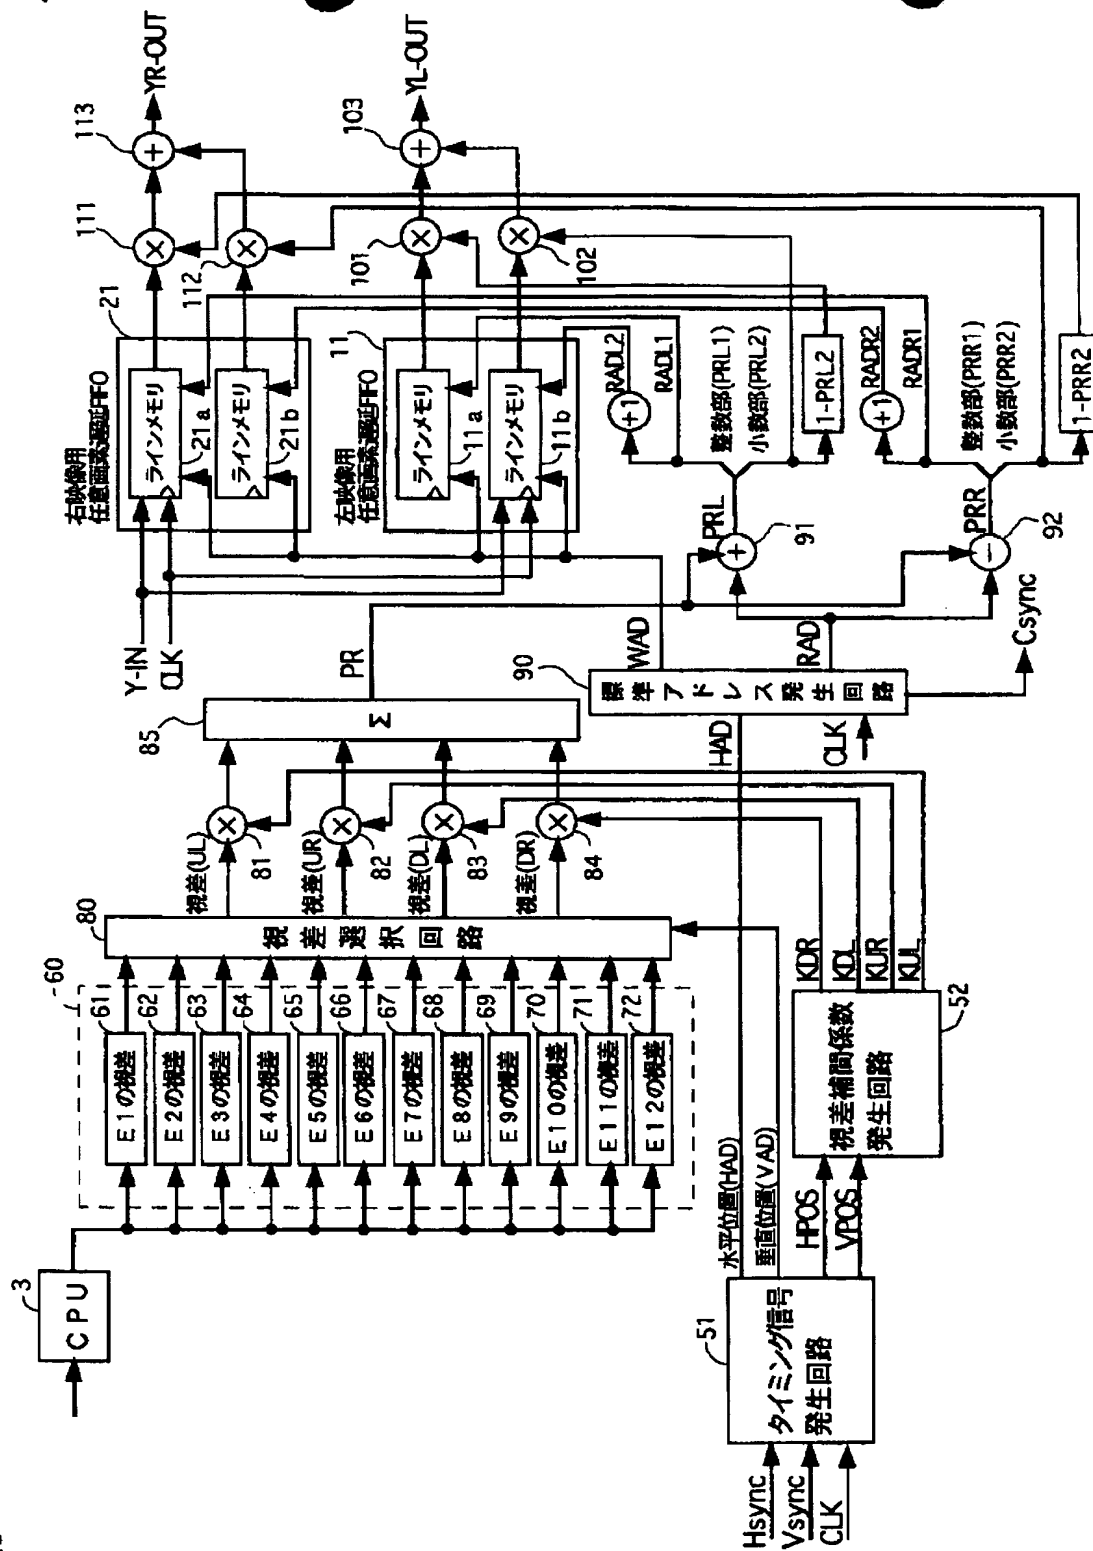 3
CPU
60
61
E1の視差
62
E2の視差
63
E3の視差
64
E4の視差
65
E5の視差
66
E6の視差
67
E7の視差
68
E8の視差
69
E9の視差
70
E10の視差
71
E11の視差
72
E12の視差
80
視差選択回路
視差(UL)
81
視差(UR)
82
視差(DL)
83
視差(DR)
84
85
Σ
PR
Y-IN
CLK
右映像用
任意画素遅延FIFO
21
ラインメモリ
21a
ラインメモリ
21b
左映像用
任意画素遅延FIFO
11
ラインメモリ
11a
ラインメモリ
11b
111
×
112
×
113
+
YR-OUT
101
×
102
×
103
+
YL-OUT
Hsync
Vsync
CLK
51
タイミング信号
発生回路
水平位置(HAD)
垂直位置(VAD)
HPOS
VPOS
視差補間係数
発生回路
52
KDR
KDL
KUR
KUL
HAD
CLK
90
標準アドレス発生回路
WAD
RAD
Csync
PRL
+
91
PRR
-
92
+1
RADL2
RADL1
整数部(PRL1)
小数部(PRL2)
1-PRL2
+1
RADR2
RADR1
整数部(PRR1)
小数部(PRR2)
1-PRR2